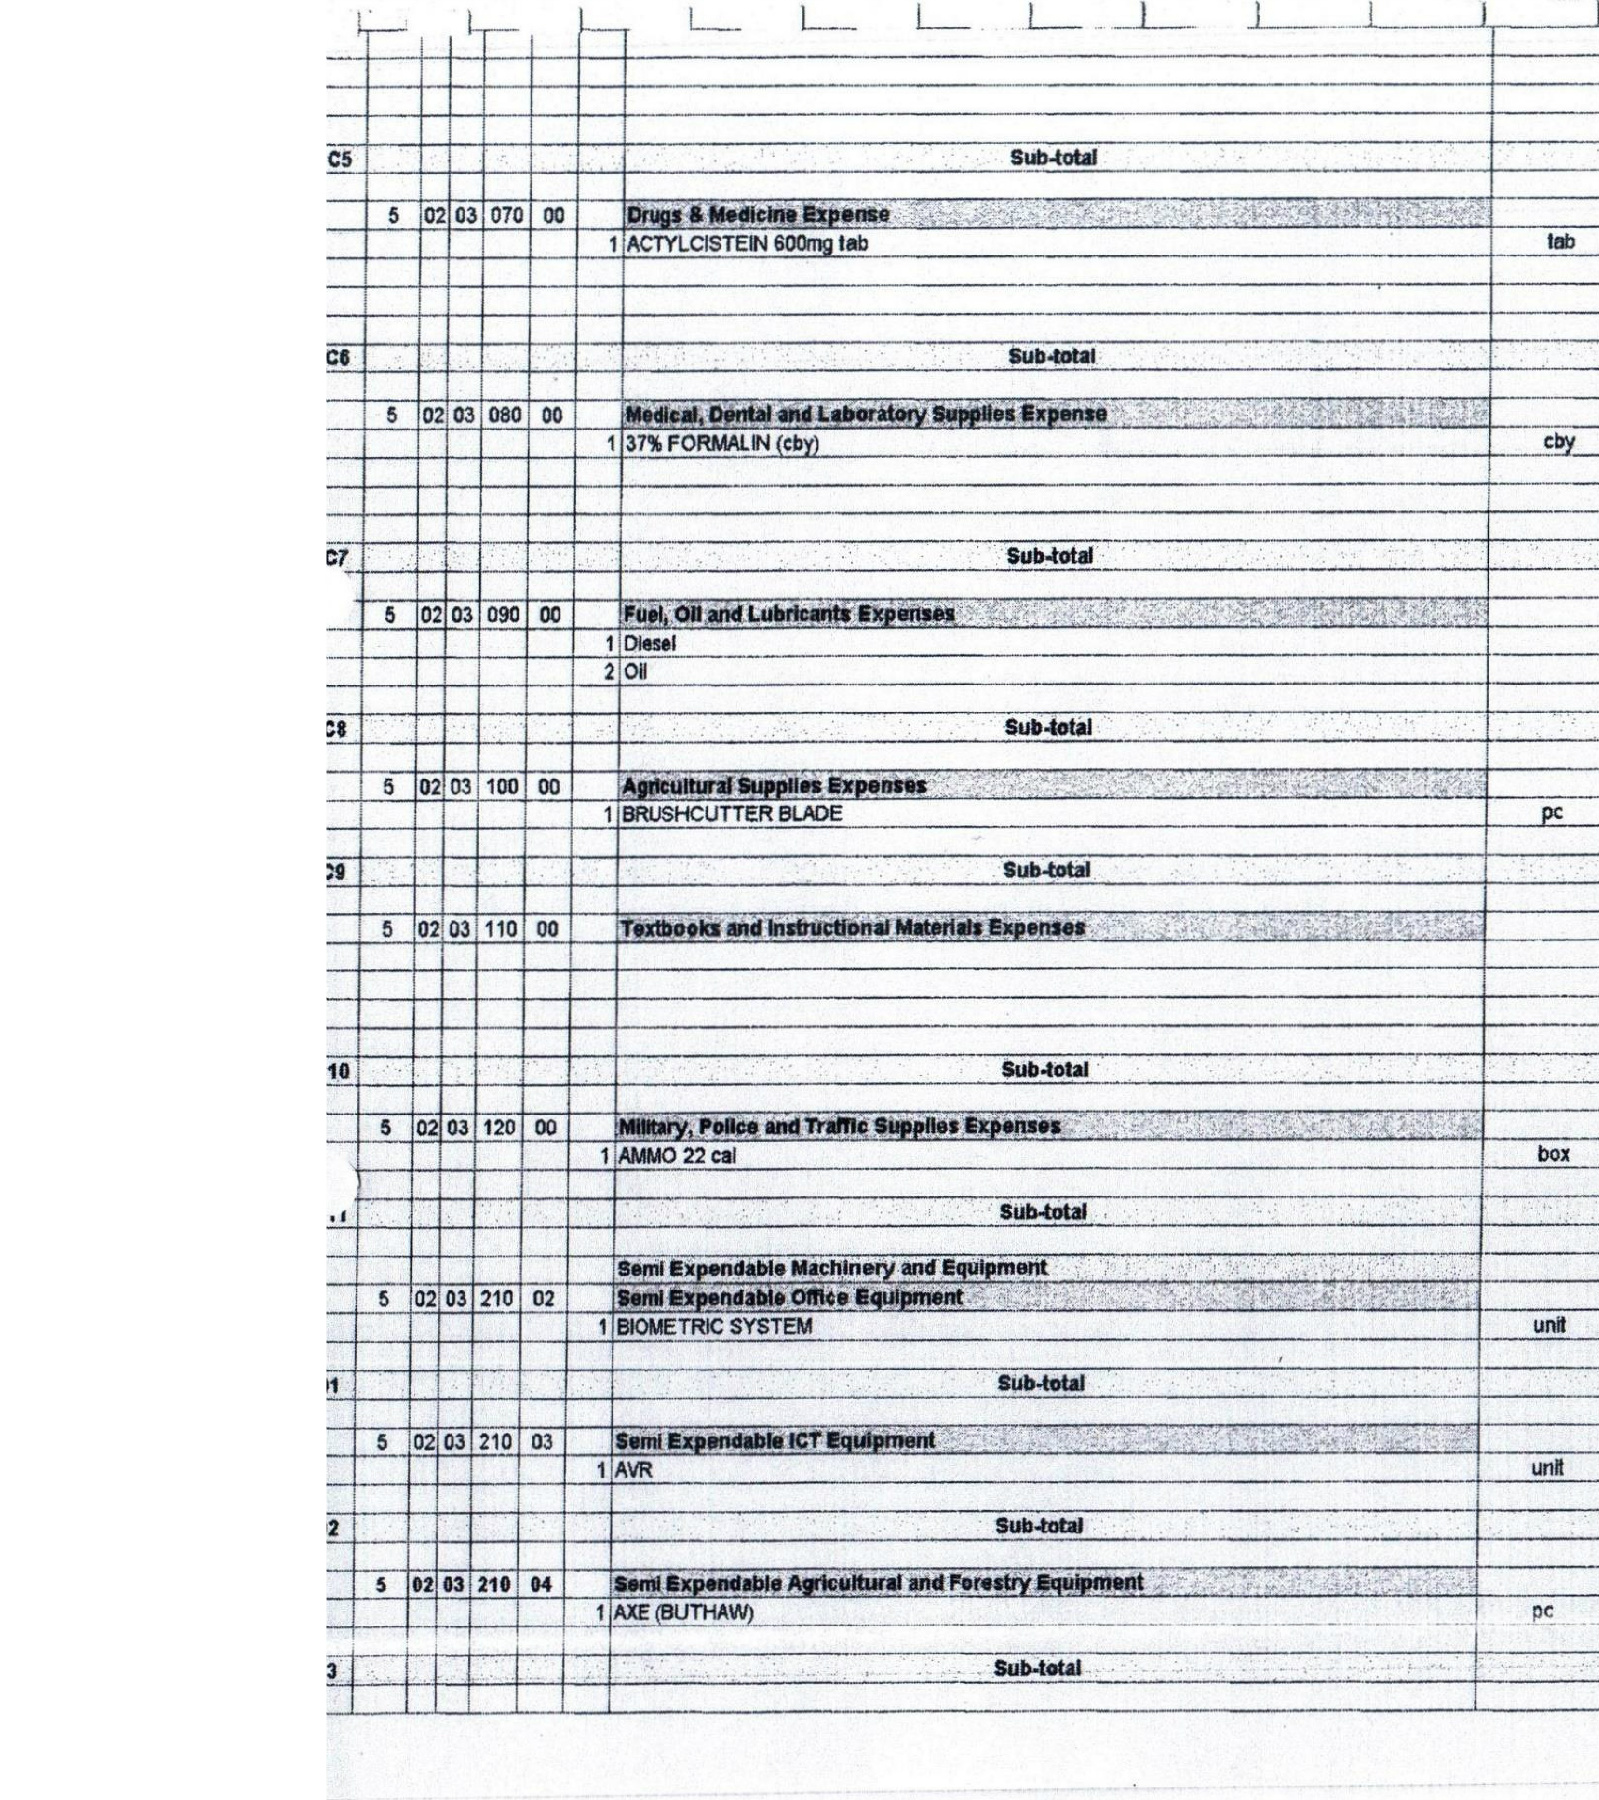 C5 Sub-total
5 02 03 070 00 Drugs & Medicine Expense
1 ACTYLCISTEIN 600mg tab tab
C6 Sub-total
5 02 03 080 00 Medical, Dental and Laboratory Supplies Expense
1 37% FORMALIN (cby) cby
C7 Sub-total
5 02 03 090 00 Fuel, Oil and Lubricants Expenses
1 Diesel
2 Oil
C8 Sub-total
5 02 03 100 00 Agricultural Supplies Expenses
1 BRUSHCUTTER BLADE pc
C9 Sub-total
5 02 03 110 00 Textbooks and Instructional Materials Expenses
10 Sub-total
5 02 03 120 00 Military, Police and Traffic Supplies Expenses
1 AMMO 22 cal box
Sub-total
Semi Expendable Machinery and Equipment
5 02 03 210 02 Semi Expendable Office Equipment
1 BIOMETRIC SYSTEM unit
1 Sub-total
5 02 03 210 03 Semi Expendable ICT Equipment
1 AVR unit
2 Sub-total
5 02 03 210 04 Semi Expendable Agricultural and Forestry Equipment
1 AXE (BUTHAW) pc
3 Sub-total